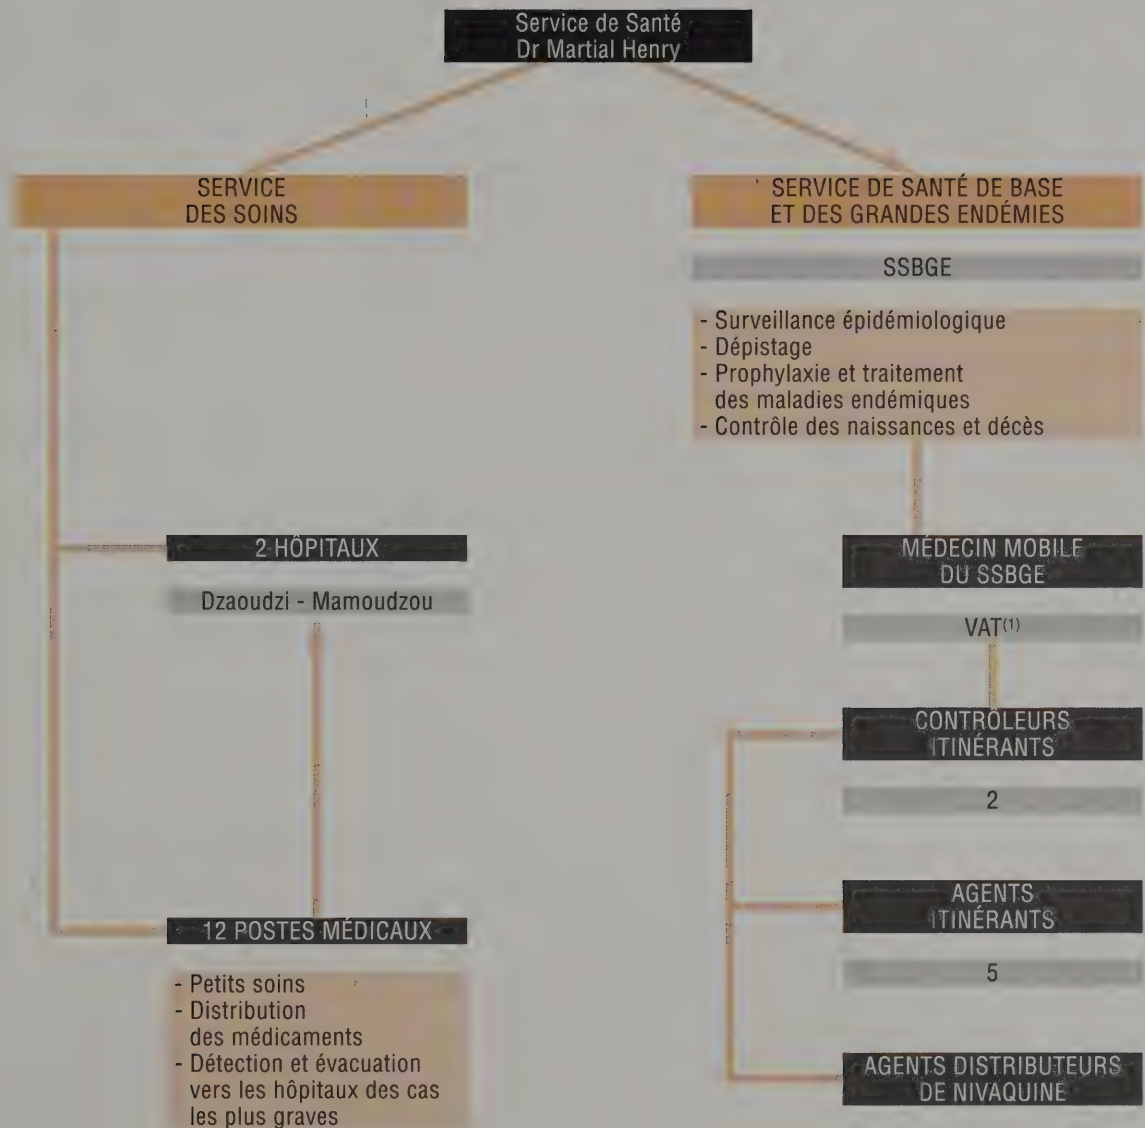 Service de Santé
Dr Martial Henry
SERVICE
DES SOINS
2 HÔPITAUX
Dzaoudzi - Mamoudzou
12 POSTES MÉDICAUX
- Petits soins
- Distribution
des médicaments
- Détection et évacuation
vers les hôpitaux des cas
les plus graves
SERVICE DE SANTÉ DE BASE
ET DES GRANDES ENDÉMIES
SSBGE
- Surveillance épidémiologique
- Dépistage
- Prophylaxie et traitement
des maladies endémiques
- Contrôle des naissances et décès
MÉDECIN MOBILE
DU SSBGE
VAT(1)
CONTRÔLEURS
ITINÉRANTS
2
AGENTS
ITINÉRANTS
5
AGENTS DISTRIBUTEURS
DE NIVAQUINE